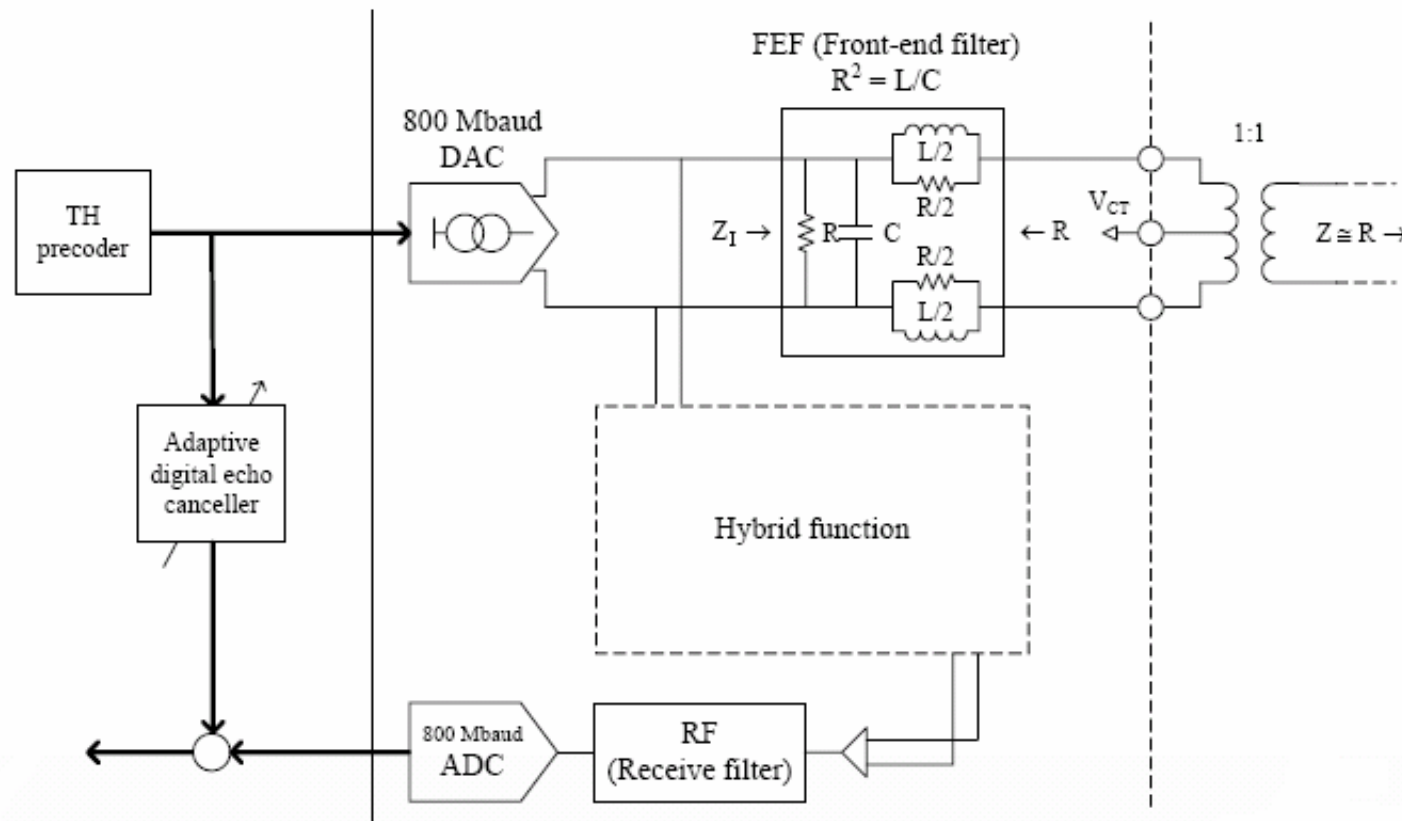 FEF (Front-end filter)
R² = L/C
800 Mbaud
DAC
1:1
TH
precoder
L/2
R/2
V_CT
Z_I →
R
C
← R
Z ≅ R →
R/2
L/2
Adaptive
digital echo
canceller
Hybrid function
800 Mbaud
ADC
RF
(Receive filter)